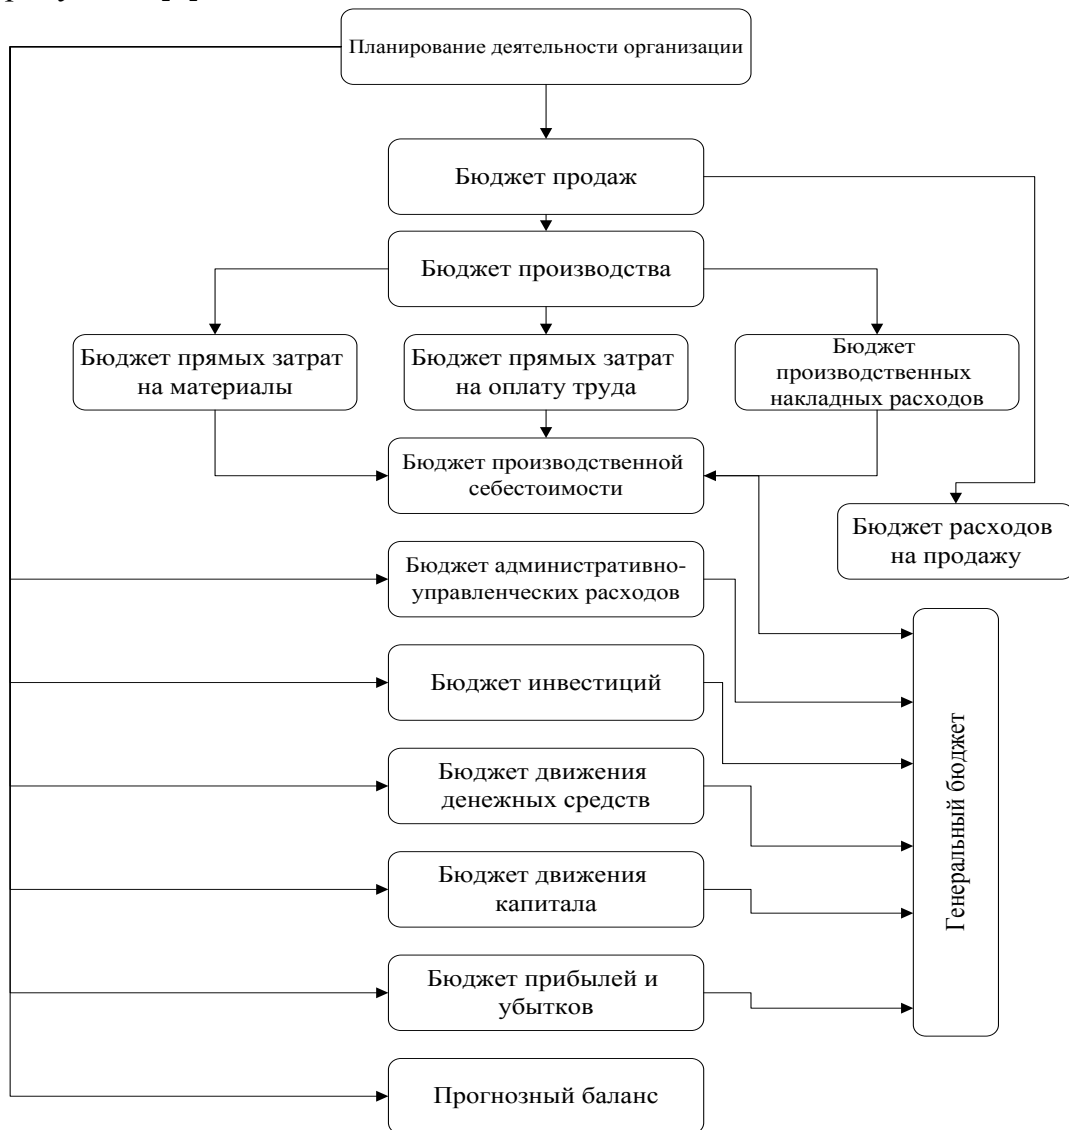 Планирование деятельности организации
Бюджет продаж
Бюджет производства
Бюджет прямых затрат
на материалы
Бюджет прямых затрат
на оплату труда
Бюджет
производственных
накладных расходов
Бюджет производственной
себестоимости
Бюджет расходов
на продажу
Бюджет административно-
управленческих расходов
Бюджет инвестиций
Бюджет движения
денежных средств
Бюджет движения
капитала
Бюджет прибылей и
убытков
Прогнозный баланс
Генеральный бюджет